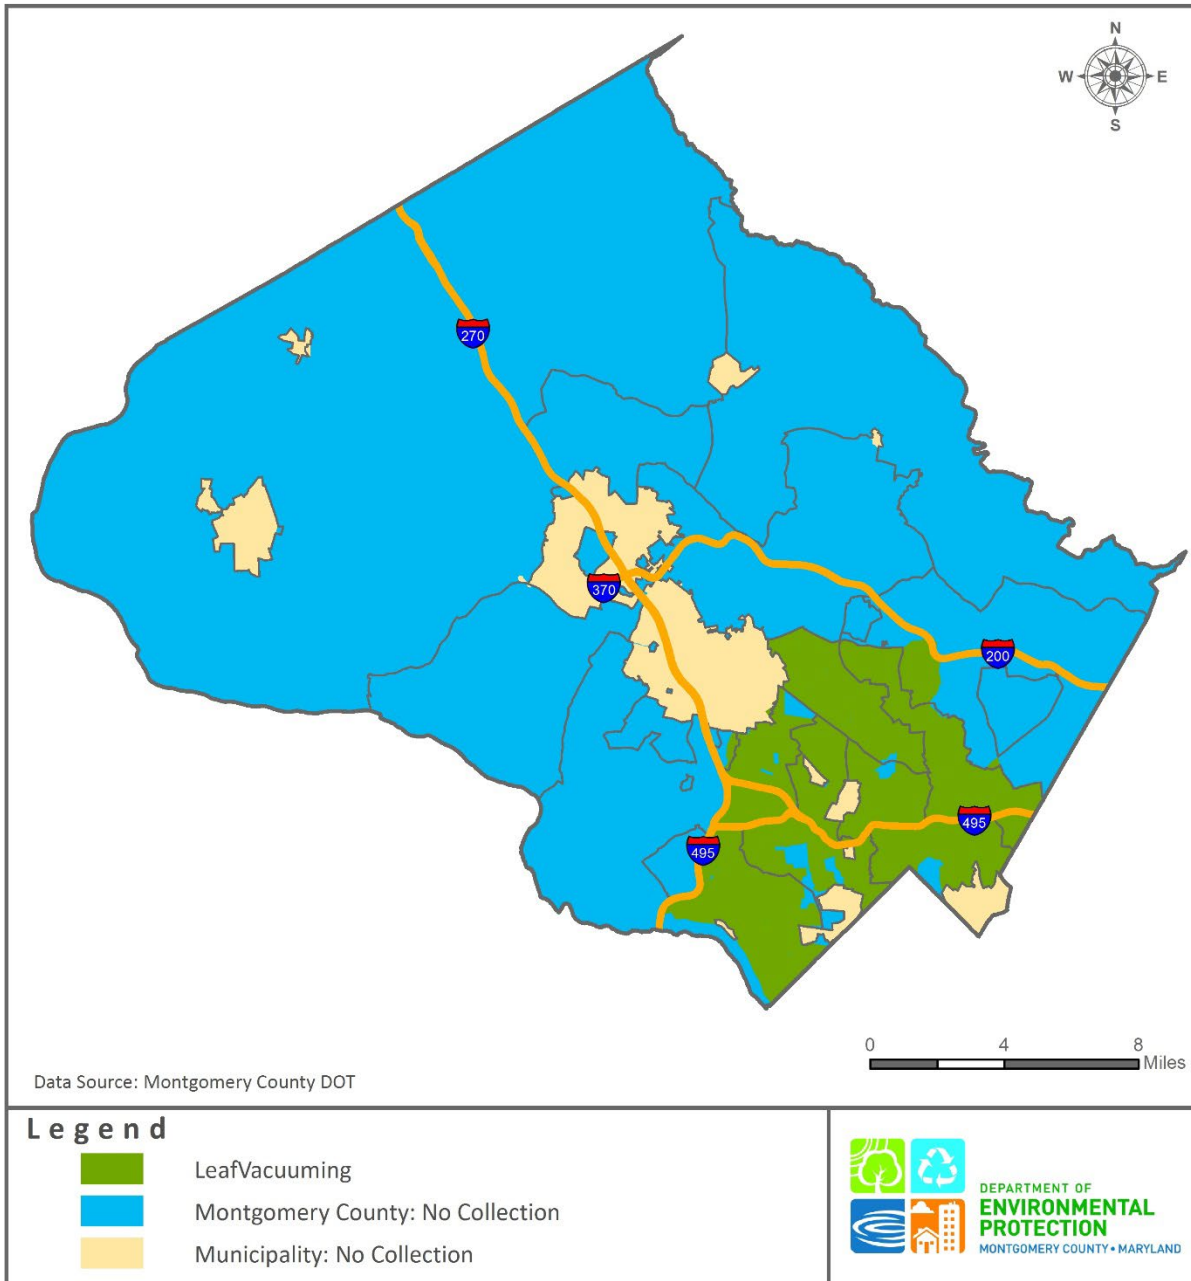 N
W E
S
270
370
200
495
495
0 4 8
Miles
Data Source: Montgomery County DOT
Legend
LeafVacuuming
Montgomery County: No Collection
Municipality: No Collection
DEPARTMENT OF
ENVIRONMENTAL
PROTECTION
MONTGOMERY COUNTY • MARYLAND